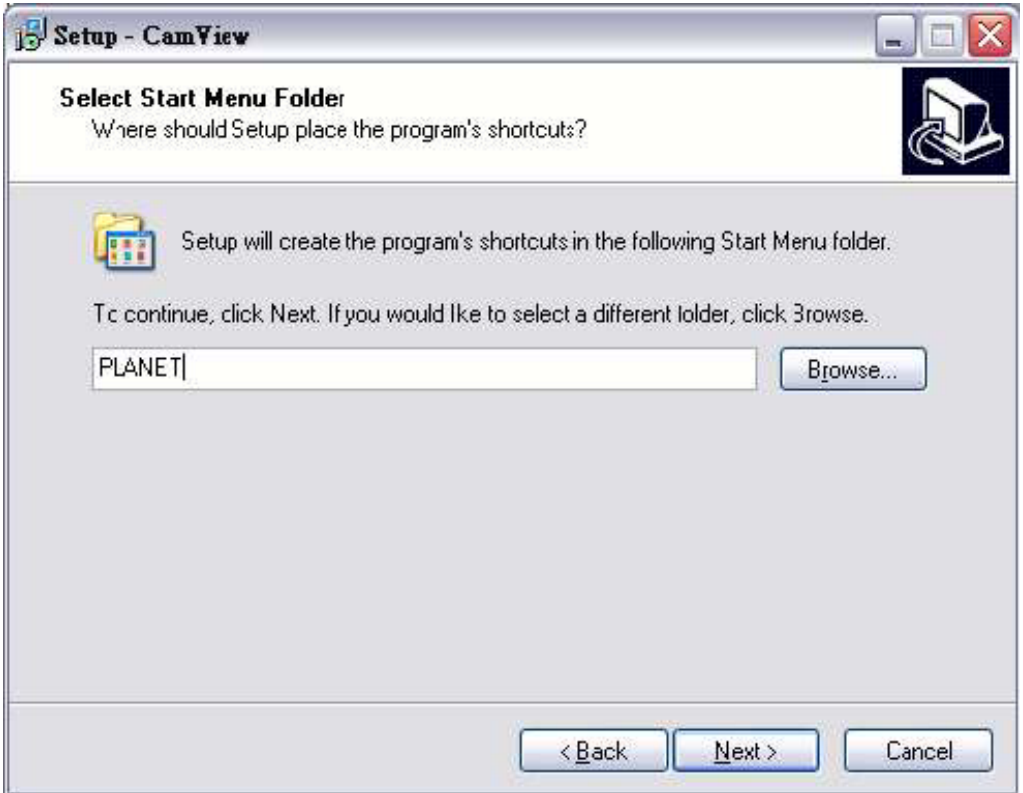 Setup - CamView
Select Start Menu Folder
Where should Setup place the program's shortcuts?
Setup will create the program's shortcuts in the following Start Menu folder.
To continue, click Next. If you would like to select a different folder, click Browse.
PLANET
Browse...
< Back
Next >
Cancel